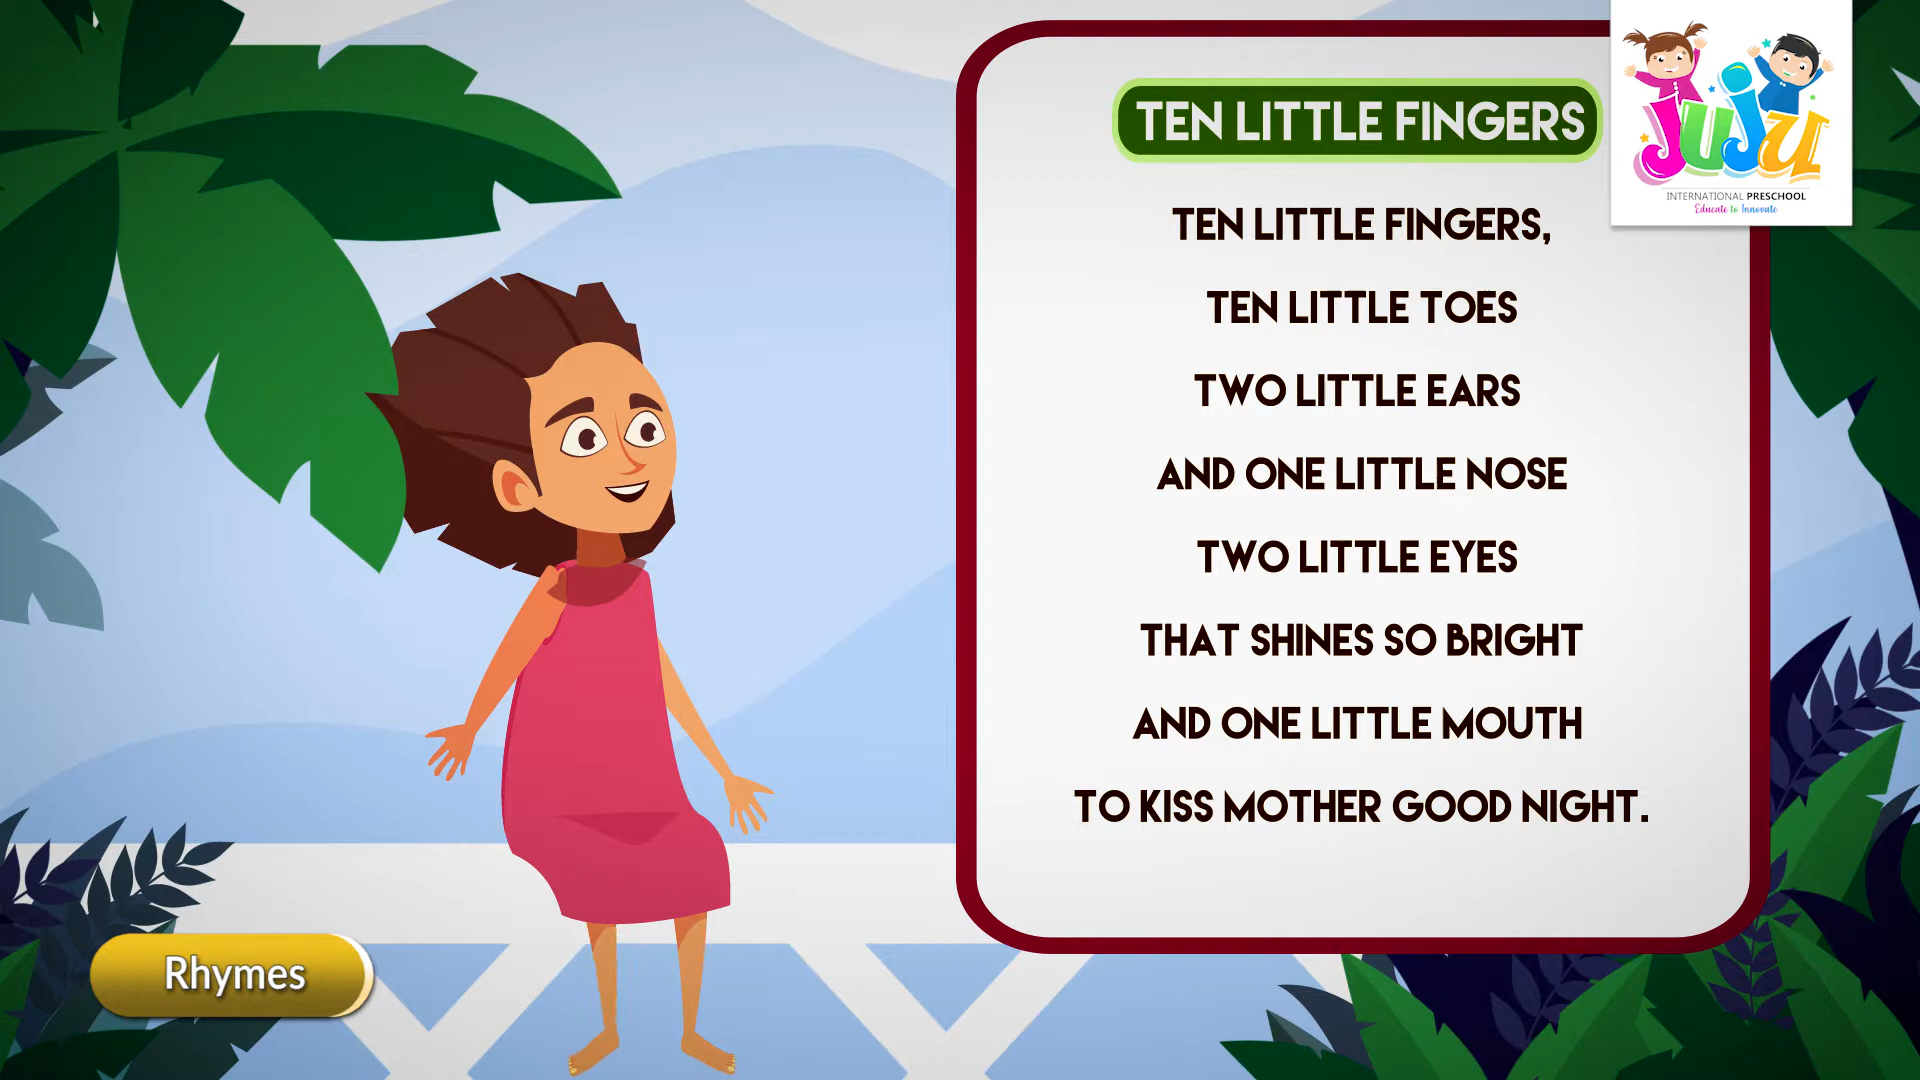 TEN LITTLE FINGERS
JUJU
INTERNATIONAL PRESCHOOL
Educate to Innovate
TEN LITTLE FINGERS,
TEN LITTLE TOES
TWO LITTLE EARS
AND ONE LITTLE NOSE
TWO LITTLE EYES
THAT SHINES SO BRIGHT
AND ONE LITTLE MOUTH
TO KISS MOTHER GOOD NIGHT.
Rhymes